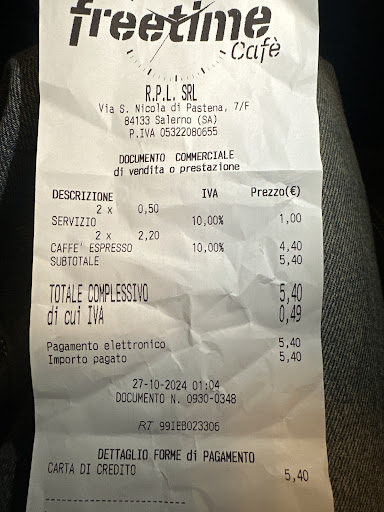 freetime
Cafè
R.P.L. SRL
Via S. Nicola di Pastena, 7/F
84133 Salerno (SA)
P.IVA 05322080655
DOCUMENTO COMMERCIALE
di vendita o prestazione
DESCRIZIONE IVA Prezzo(€)
2 x 0,50
SERVIZIO 10,00% 1,00
2 x 2,20
CAFFE' ESPRESSO 10,00% 4,40
SUBTOTALE 5,40
TOTALE COMPLESSIVO 5,40
di cui IVA 0,49
Pagamento elettronico 5,40
Importo pagato 5,40
27-10-2024 01:04
DOCUMENTO N. 0930-0348
RT 99IEB023306
DETTAGLIO FORME di PAGAMENTO
CARTA DI CREDITO 5,40